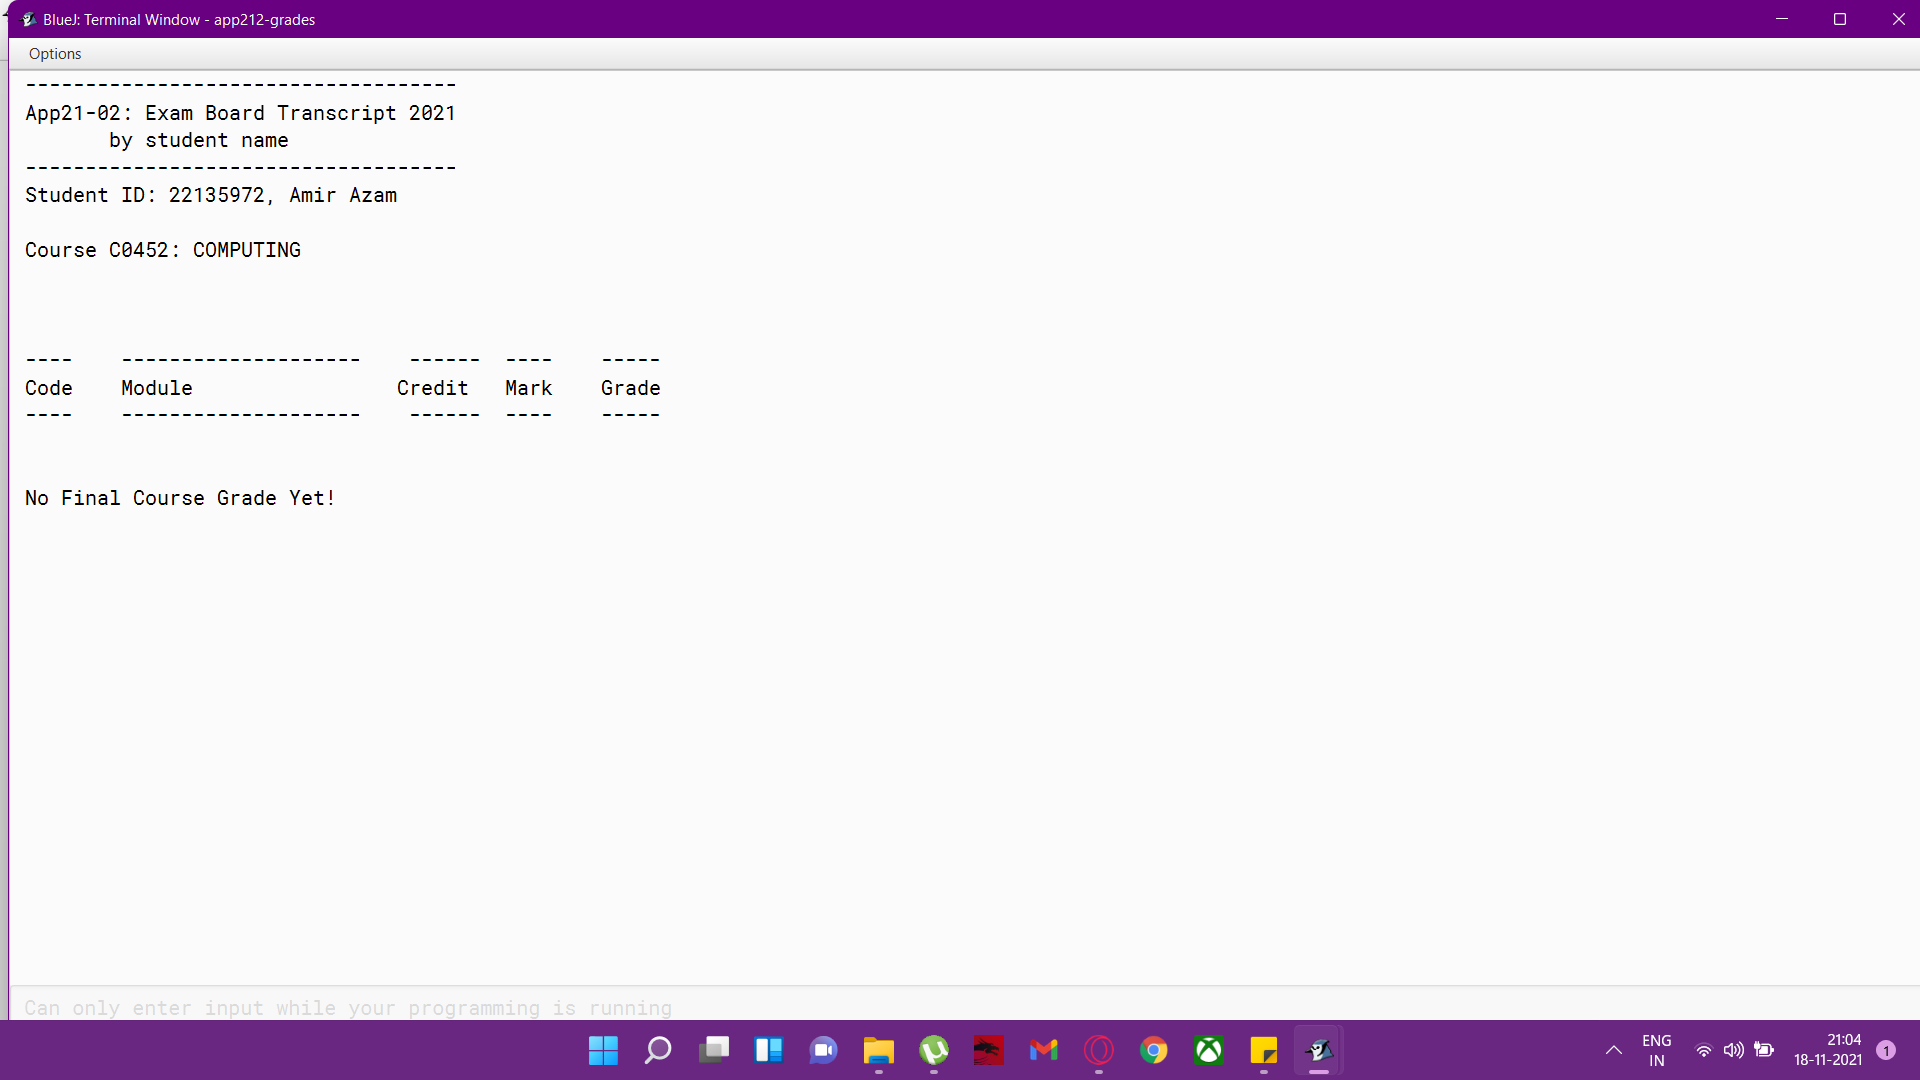 BlueJ: Terminal Window - app212-grades
Options
------------------------------------
App21-02: Exam Board Transcript 2021
       by student name
------------------------------------
Student ID: 22135972, Amir Azam
Course C0452: COMPUTING
----    --------------------    ------  ----    -----
Code    Module                 Credit   Mark    Grade
----    --------------------    ------  ----    -----
No Final Course Grade Yet!
Can only enter input while your programming is running
ENG
IN
21:04
18-11-2021
1